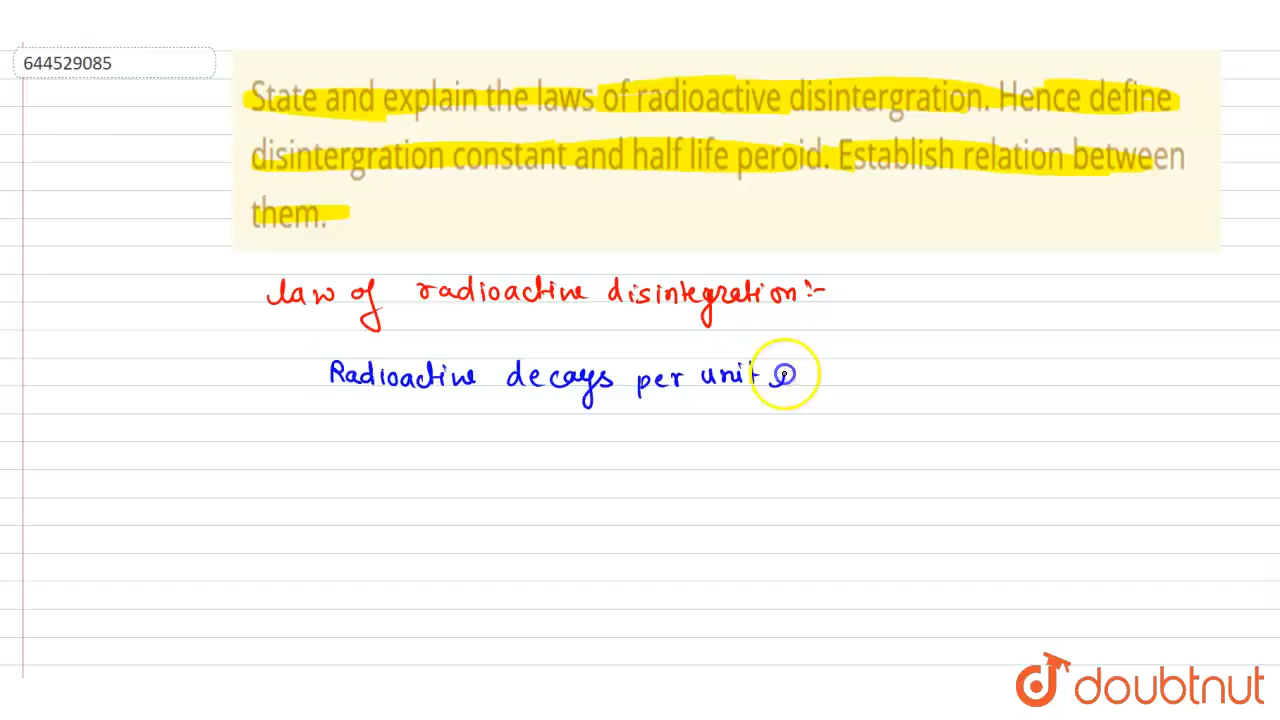 644529085
State and explain the laws of radioactive disintergration. Hence define
disintergration constant and half life peroid. Establish relation between
them.
law of radioactive disintegration:-
Radioactive decays per unit
doubtnut